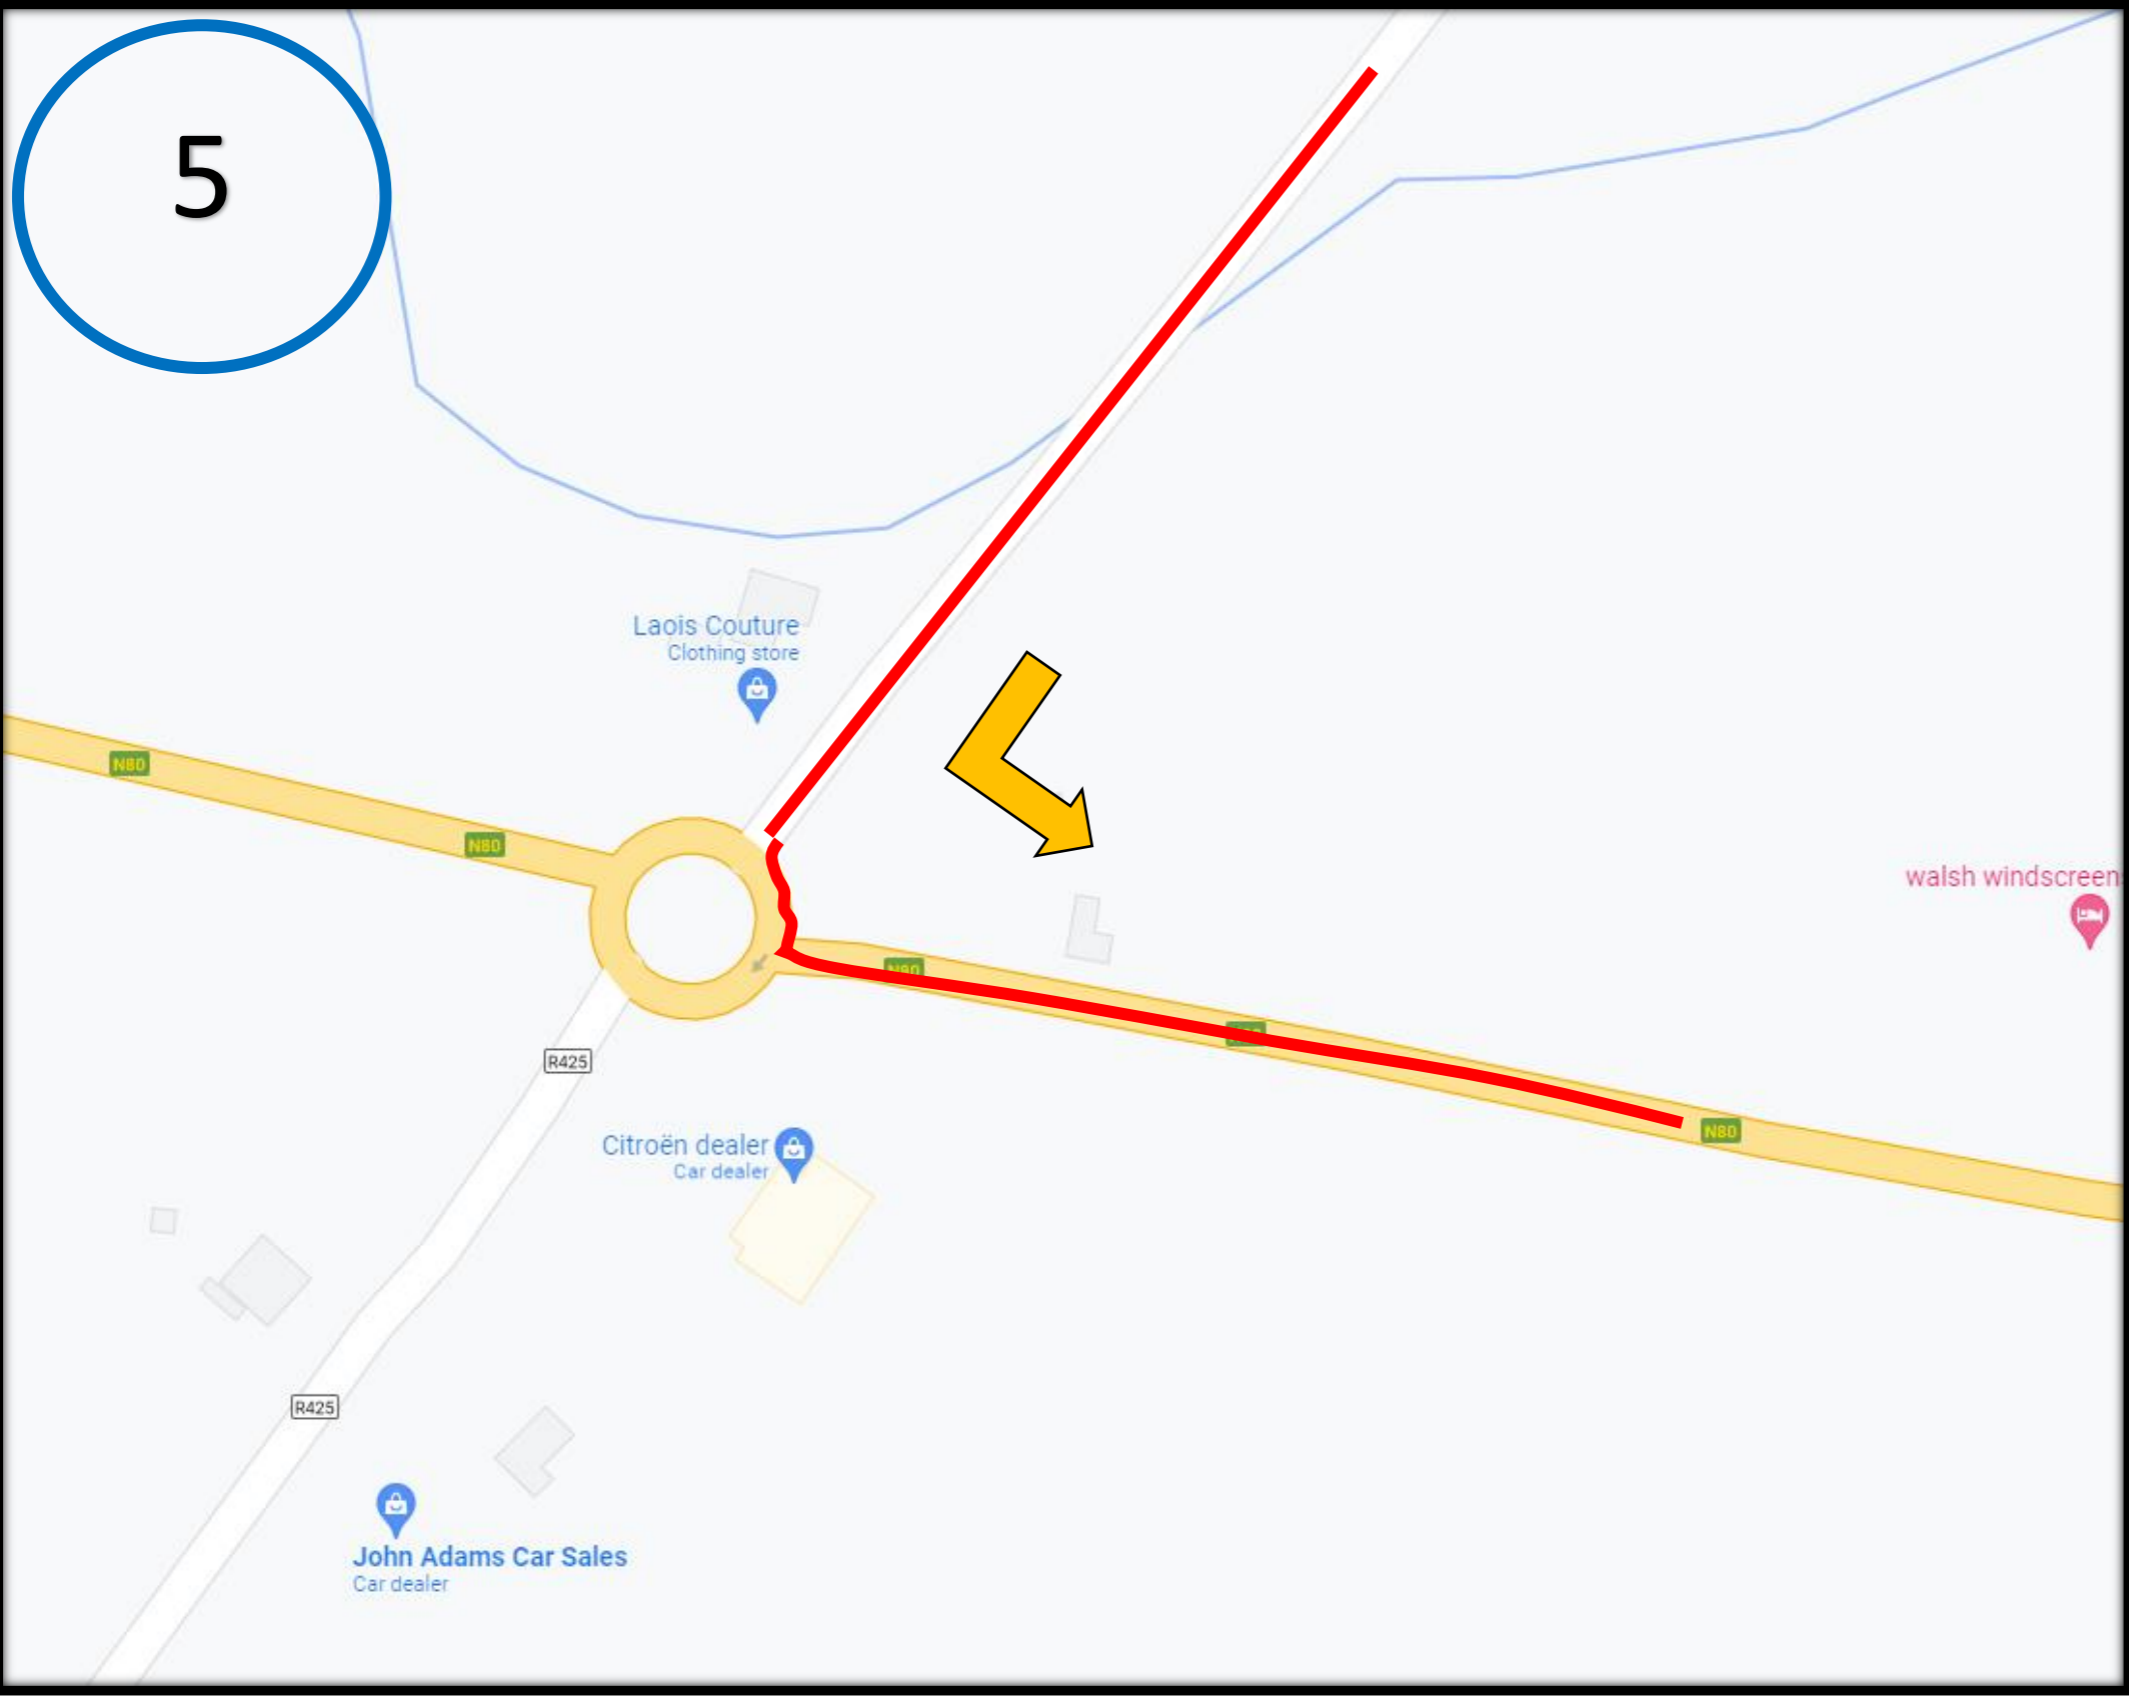 5
Laois Couture
Clothing store
N80
N80
walsh windscreen
N80
N80
R425
Citroën dealer
Car dealer
R425
John Adams Car Sales
Car dealer